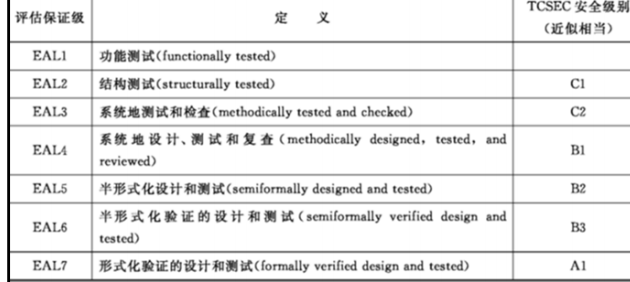 评估保证级 定 义 TCSEC 安全级别
（近似相当）
EAL1 功能测试(functionally tested)
EAL2 结构测试(structurally tested) C1
EAL3 系统地测试和检查(methodically tested and checked) C2
EAL4 系统地设计、测试和复查(methodically designed, tested, and
reviewed) B1
EAL5 半形式化设计和测试(semiformally designed and tested) B2
EAL6 半形式化验证的设计和测试(semiformally verified design and
tested) B3
EAL7 形式化验证的设计和测试(formally verified design and tested) A1